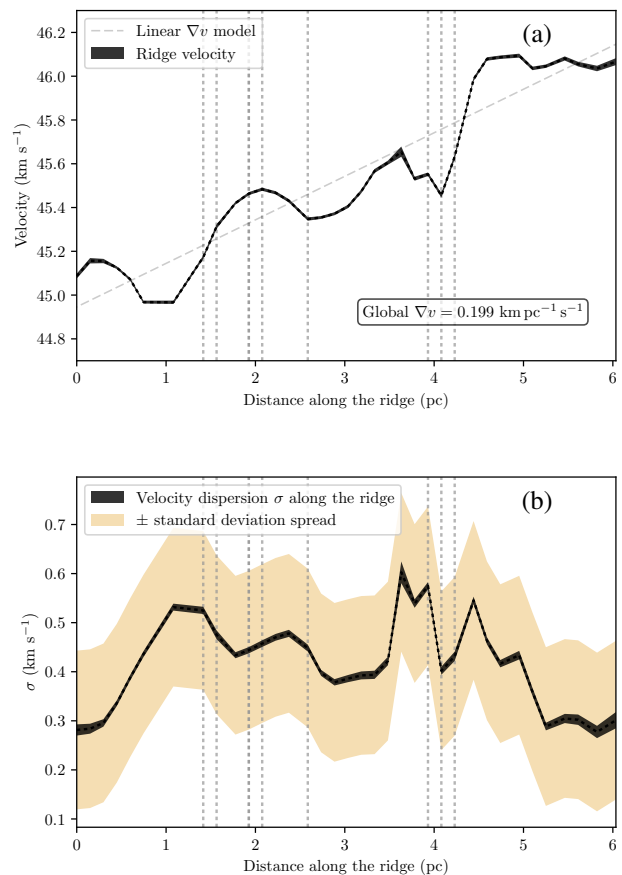 (a)
Linear ∇v model
Ridge velocity
46.2
46.0
45.8
45.6
45.4
45.2
45.0
44.8
Velocity (km s⁻¹)
Global ∇v = 0.199 km pc⁻¹ s⁻¹
0 1 2 3 4 5 6
Distance along the ridge (pc)
(b)
Velocity dispersion σ along the ridge
± standard deviation spread
0.7
0.6
0.5
0.4
0.3
0.2
0.1
σ (km s⁻¹)
0 1 2 3 4 5 6
Distance along the ridge (pc)